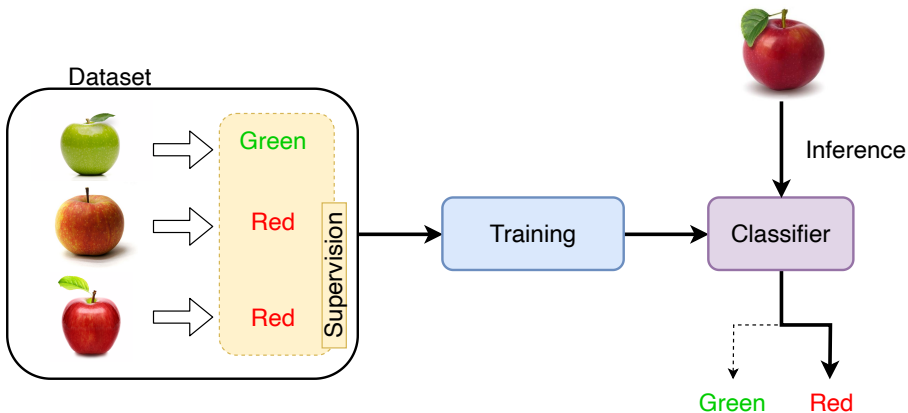 Dataset
Green
Red
Red
Supervision
Training
Inference
Classifier
Green
Red